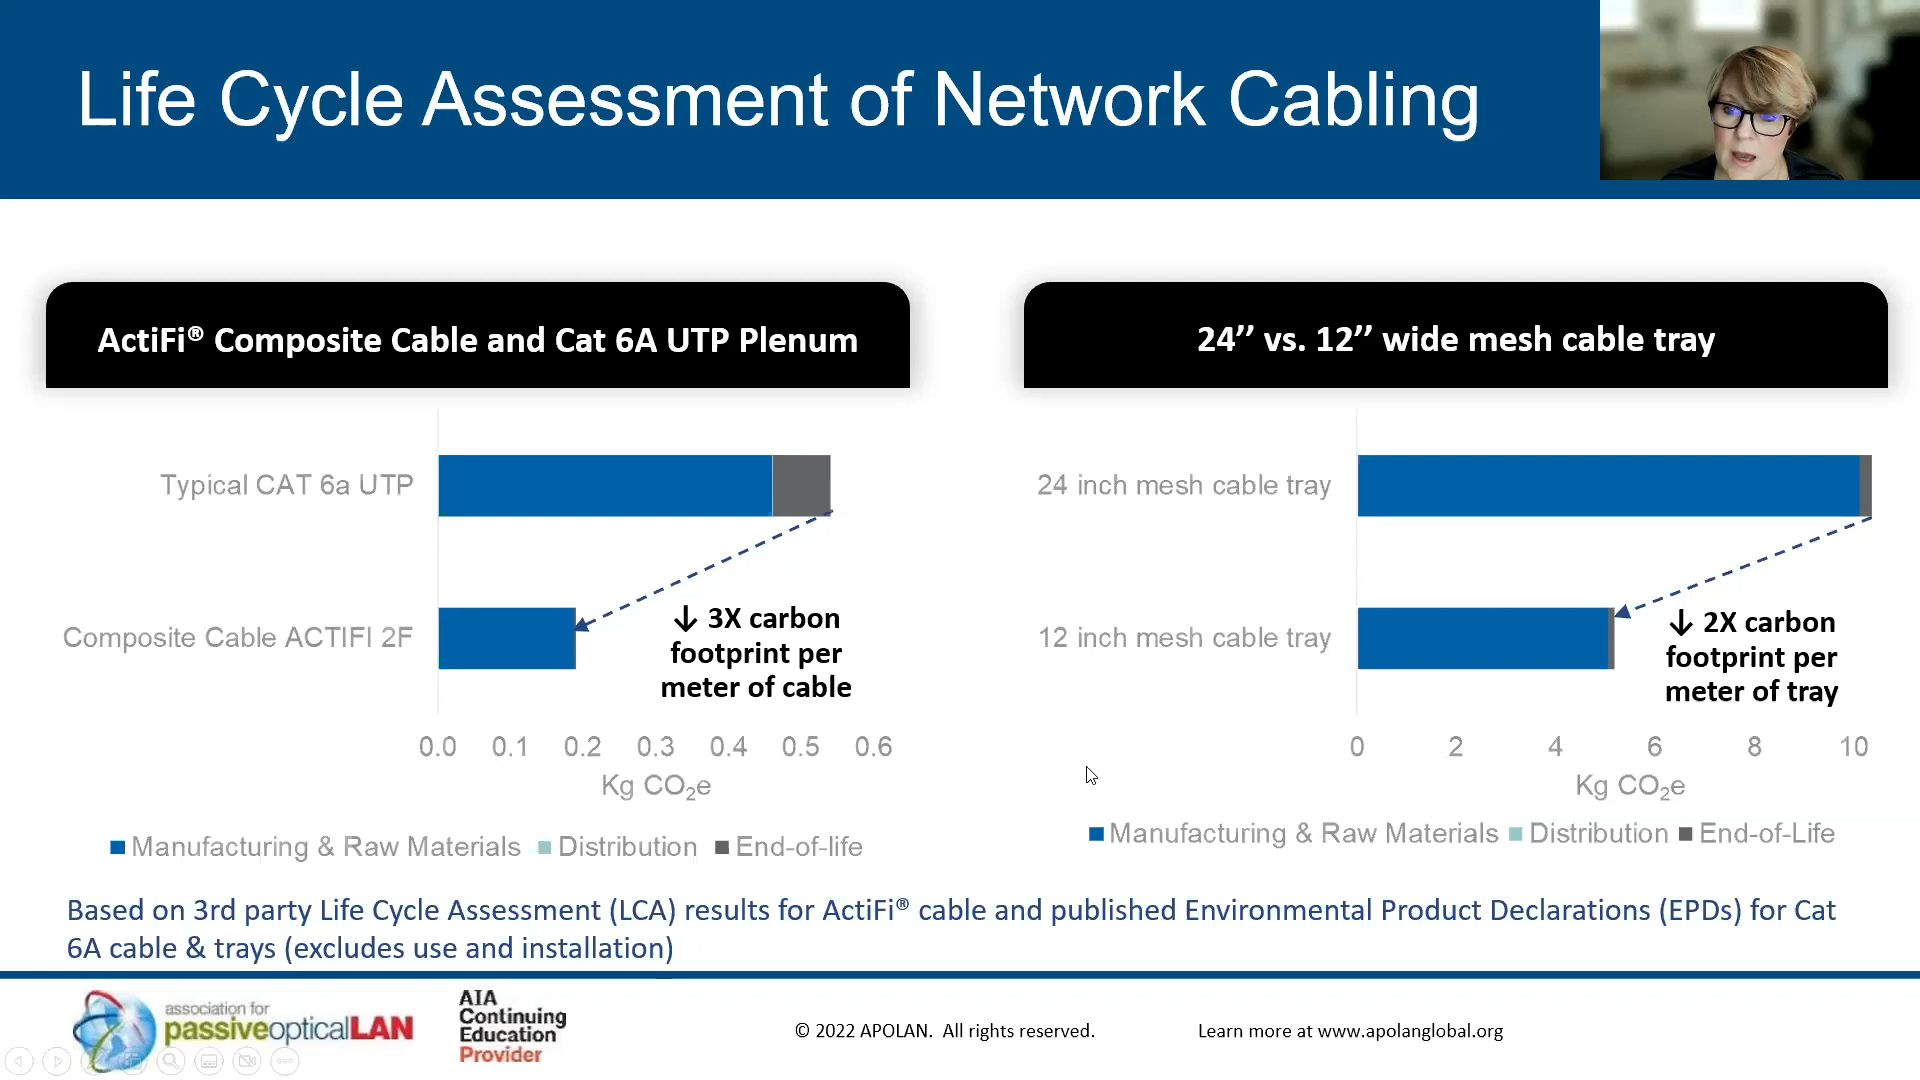 Life Cycle Assessment of Network Cabling
ActiFi® Composite Cable and Cat 6A UTP Plenum
Typical CAT 6a UTP
Composite Cable ACTIFI 2F
↓ 3X carbon
footprint per
meter of cable
0.0 0.1 0.2 0.3 0.4 0.5 0.6
Kg CO₂e
Manufacturing & Raw Materials Distribution End-of-life
24’’ vs. 12’’ wide mesh cable tray
24 inch mesh cable tray
12 inch mesh cable tray
↓ 2X carbon
footprint per
meter of tray
0 2 4 6 8 10
Kg CO₂e
Manufacturing & Raw Materials Distribution End-of-Life
Based on 3rd party Life Cycle Assessment (LCA) results for ActiFi® cable and published Environmental Product Declarations (EPDs) for Cat
6A cable & trays (excludes use and installation)
association for
passiveopticalLAN
AIA
Continuing
Education
Provider
© 2022 APOLAN. All rights reserved.
Learn more at www.apolanglobal.org